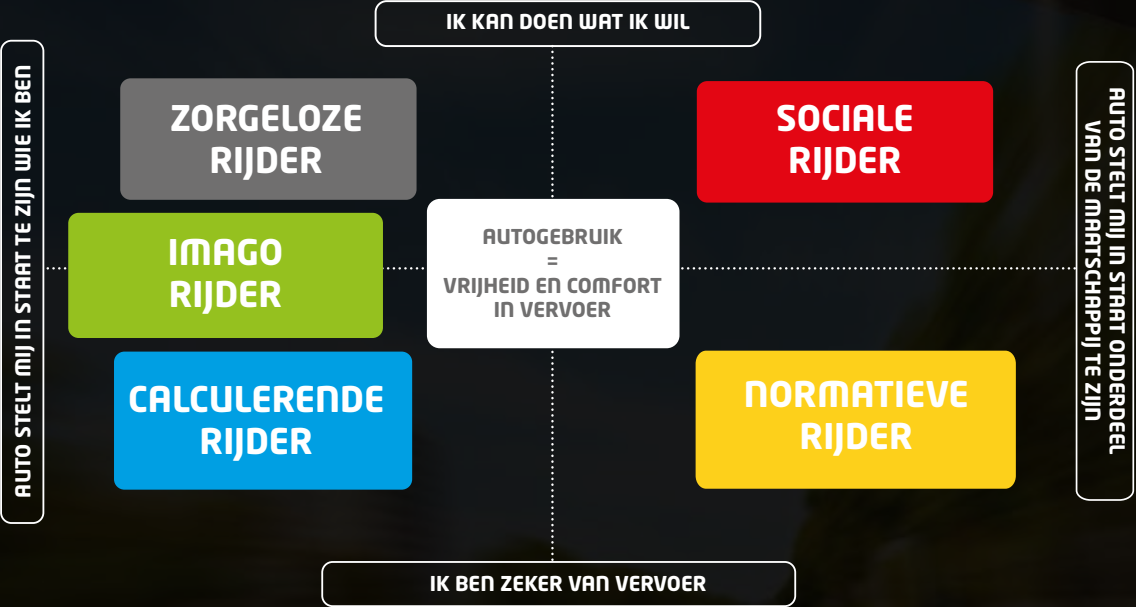 IK KAN DOEN WAT IK WIL
AUTO STELT MIJ IN STAAT TE ZIJN WIE IK BEN
ZORGELOZE
RIJDER
SOCIALE
RIJDER
IMAGO
RIJDER
AUTOGEBRUIK
=
VRIJHEID EN COMFORT
IN VERVOER
CALCULERENDE
RIJDER
NORMATIEVE
RIJDER
AUTO STELT MIJ IN STAAT ONDERDEEL
VAN DE MAATSCHAPPIJ TE ZIJN
IK BEN ZEKER VAN VERVOER